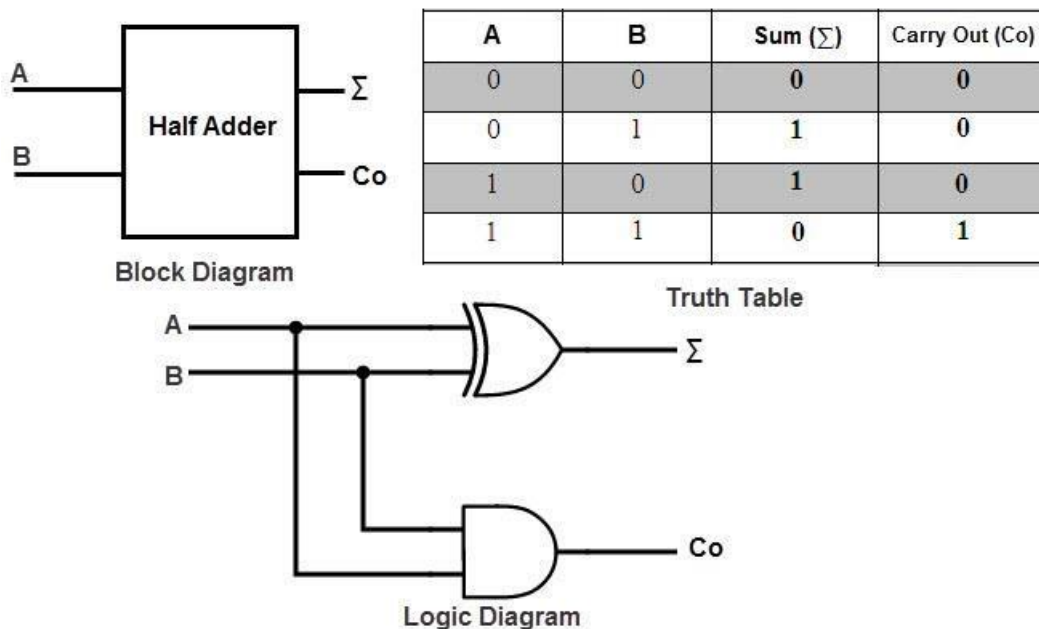 A
B
Half Adder
∑
Co
Block Diagram
A B Sum (∑) Carry Out (Co)
0 0 0 0
0 1 1 0
1 0 1 0
1 1 0 1
Truth Table
A
B
∑
Co
Logic Diagram